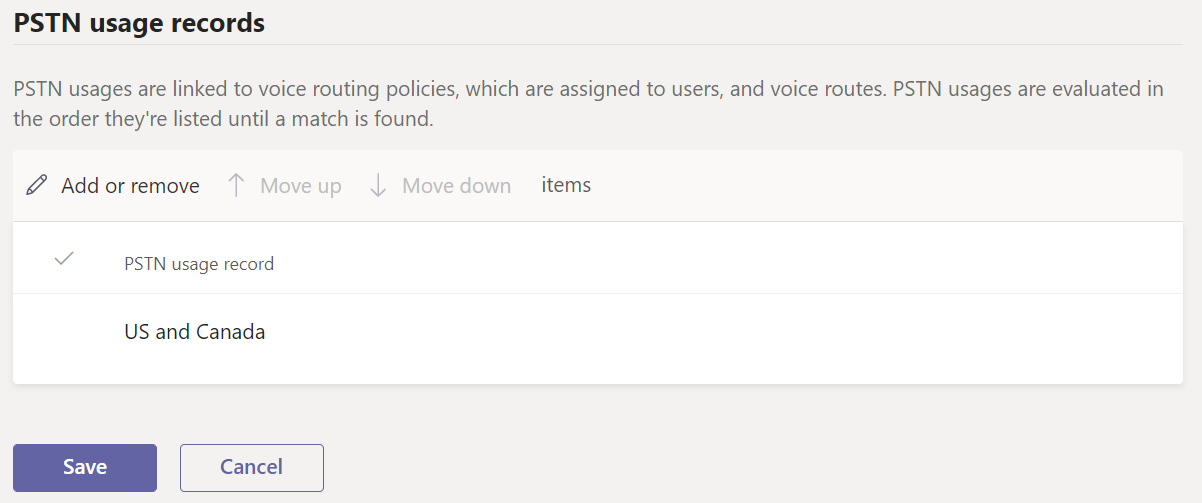 PSTN usage records
PSTN usages are linked to voice routing policies, which are assigned to users, and voice routes. PSTN usages are evaluated in
the order they're listed until a match is found.
Add or remove Move up Move down items
PSTN usage record
US and Canada
Save Cancel